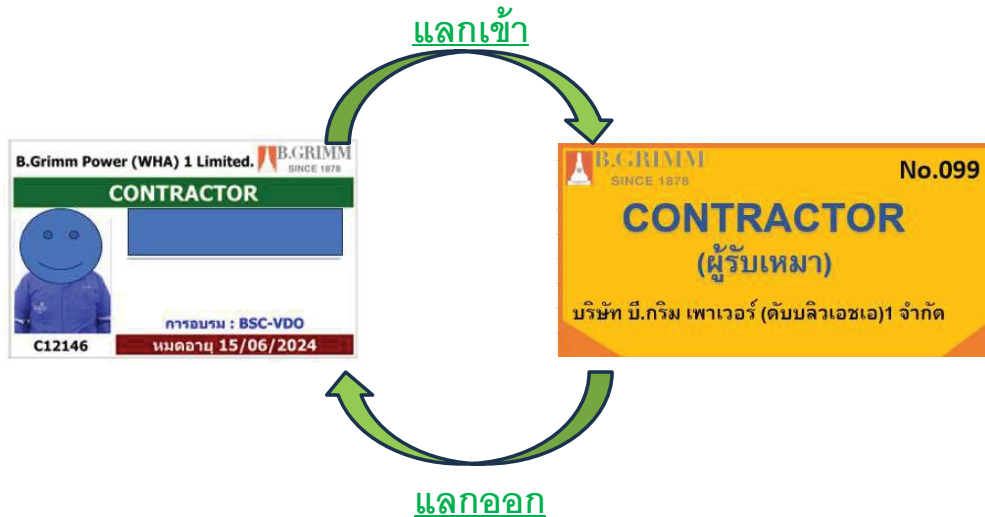 แลกเข้า
B.Grimm Power (WHA) 1 Limited.
B.GRIMM
SINCE 1878
CONTRACTOR
การอบรม : BSC-VDO
C12146
หมดอายุ 15/06/2024
B.GRIMM
SINCE 1878
No.099
CONTRACTOR
(ผู้รับเหมา)
บริษัท บี.กริม เพาเวอร์ (ดับบลิวเอชเอ)1 จำกัด
แลกออก